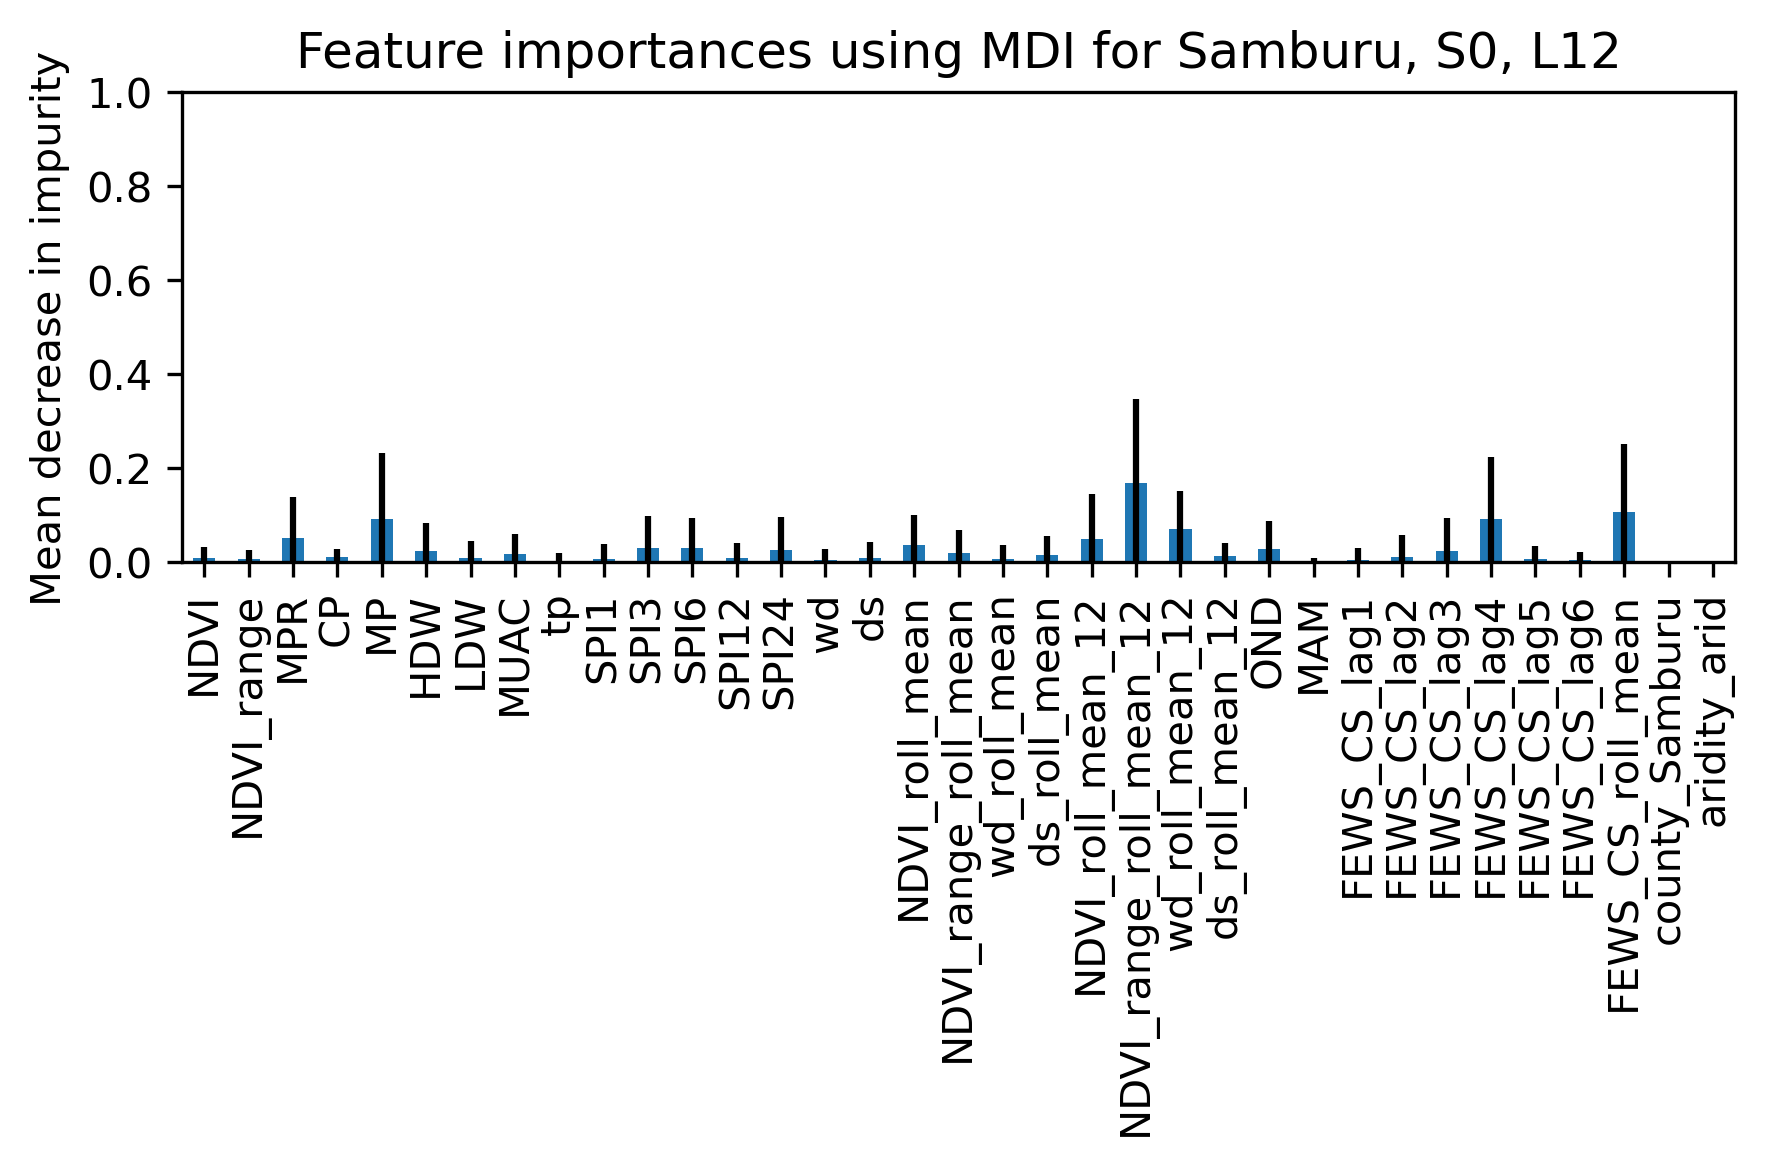 Feature importances using MDI for Samburu, S0, L12
Mean decrease in impurity
1.0
0.8
0.6
0.4
0.2
0.0
NDVI
NDVI_range
MPR
CP
MP
HDW
LDW
MUAC
tp
SPI1
SPI3
SPI6
SPI12
SPI24
wd
ds
NDVI_roll_mean
NDVI_range_roll_mean
wd_roll_mean
ds_roll_mean
NDVI_roll_mean_12
NDVI_range_roll_mean_12
wd_roll_mean_12
ds_roll_mean_12
OND
MAM
FEWS_CS_lag1
FEWS_CS_lag2
FEWS_CS_lag3
FEWS_CS_lag4
FEWS_CS_lag5
FEWS_CS_lag6
FEWS_CS_roll_mean
county_Samburu
aridity_arid